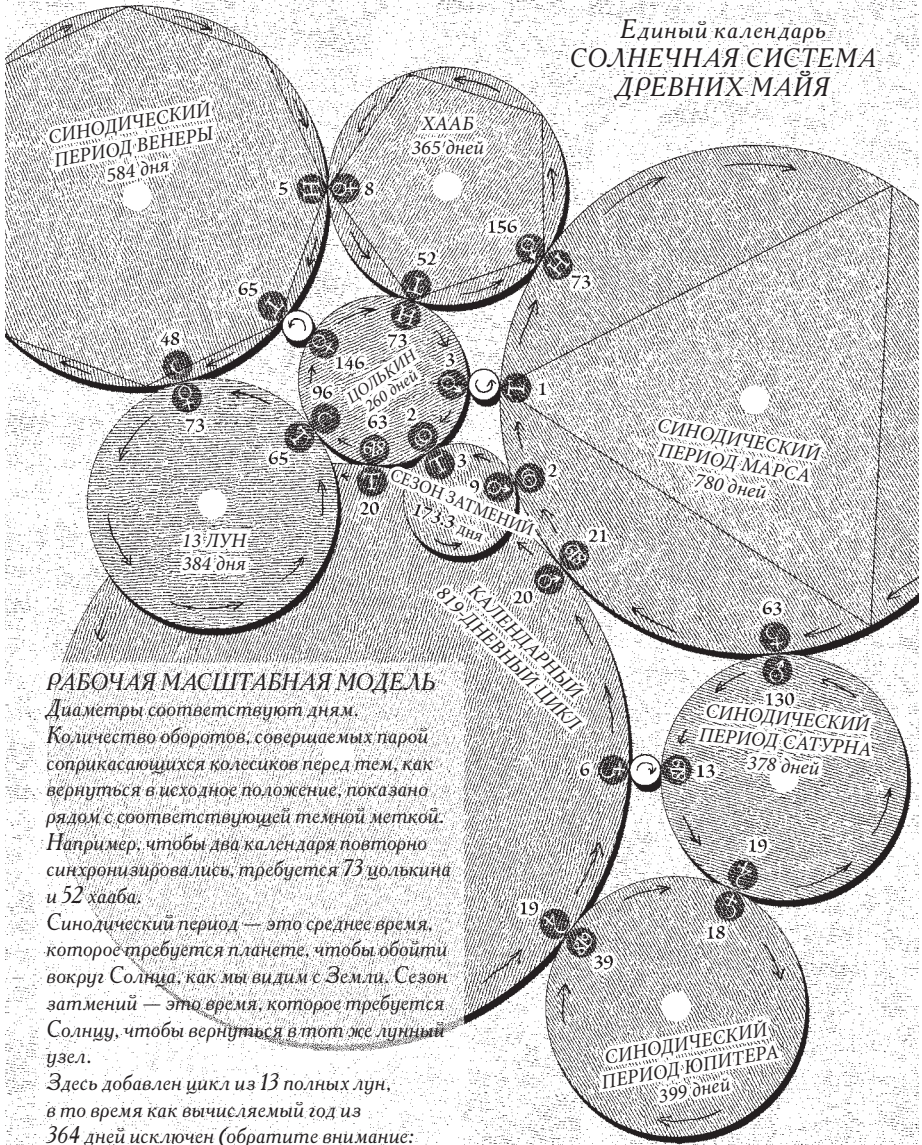 Единый календарь
СОЛНЕЧНАЯ СИСТЕМА
ДРЕВНИХ МАЙЯ
СИНОДИЧЕСКИЙ
ПЕРИОД ВЕНЕРЫ
584 дня
ХААБ
365 дней
5
8
156
73
52
73
65
146
48
73
96
65
ЦОЛЬКИН
260 дней
3
1
63
20
2
3
9
2
СЕЗОН ЗАТМЕНИЙ
173.3 дня
СИНОДИЧЕСКИЙ
ПЕРИОД МАРСА
780 дней
13 ЛУН
384 дня
21
20
КАЛЕНДАРНЫЙ
819-ДНЕВНЫЙ ЦИКЛ
63
130
СИНОДИЧЕСКИЙ
ПЕРИОД САТУРНА
378 дней
6
13
19
18
19
39
СИНОДИЧЕСКИЙ
ПЕРИОД ЮПИТЕРА
399 дней
РАБОЧАЯ МАСШТАБНАЯ МОДЕЛЬ
Диаметры соответствуют дням.
Количество оборотов, совершаемых парой
соприкасающихся колесиков перед тем, как
вернуться в исходное положение, показано
рядом с соответствующей темной меткой.
Например, чтобы два календаря повторно
синхронизировались, требуется 73 цолькина
и 52 хааба.
Синодический период — это среднее время,
которое требуется планете, чтобы обойти
вокруг Солнца, как мы видим с Земли. Сезон
затмений — это время, которое требуется
Солнцу, чтобы вернуться в тот же лунный
узел.
Здесь добавлен цикл из 13 полных лун,
в то время как вычисляемый год из
364 дней исключен (обратите внимание: